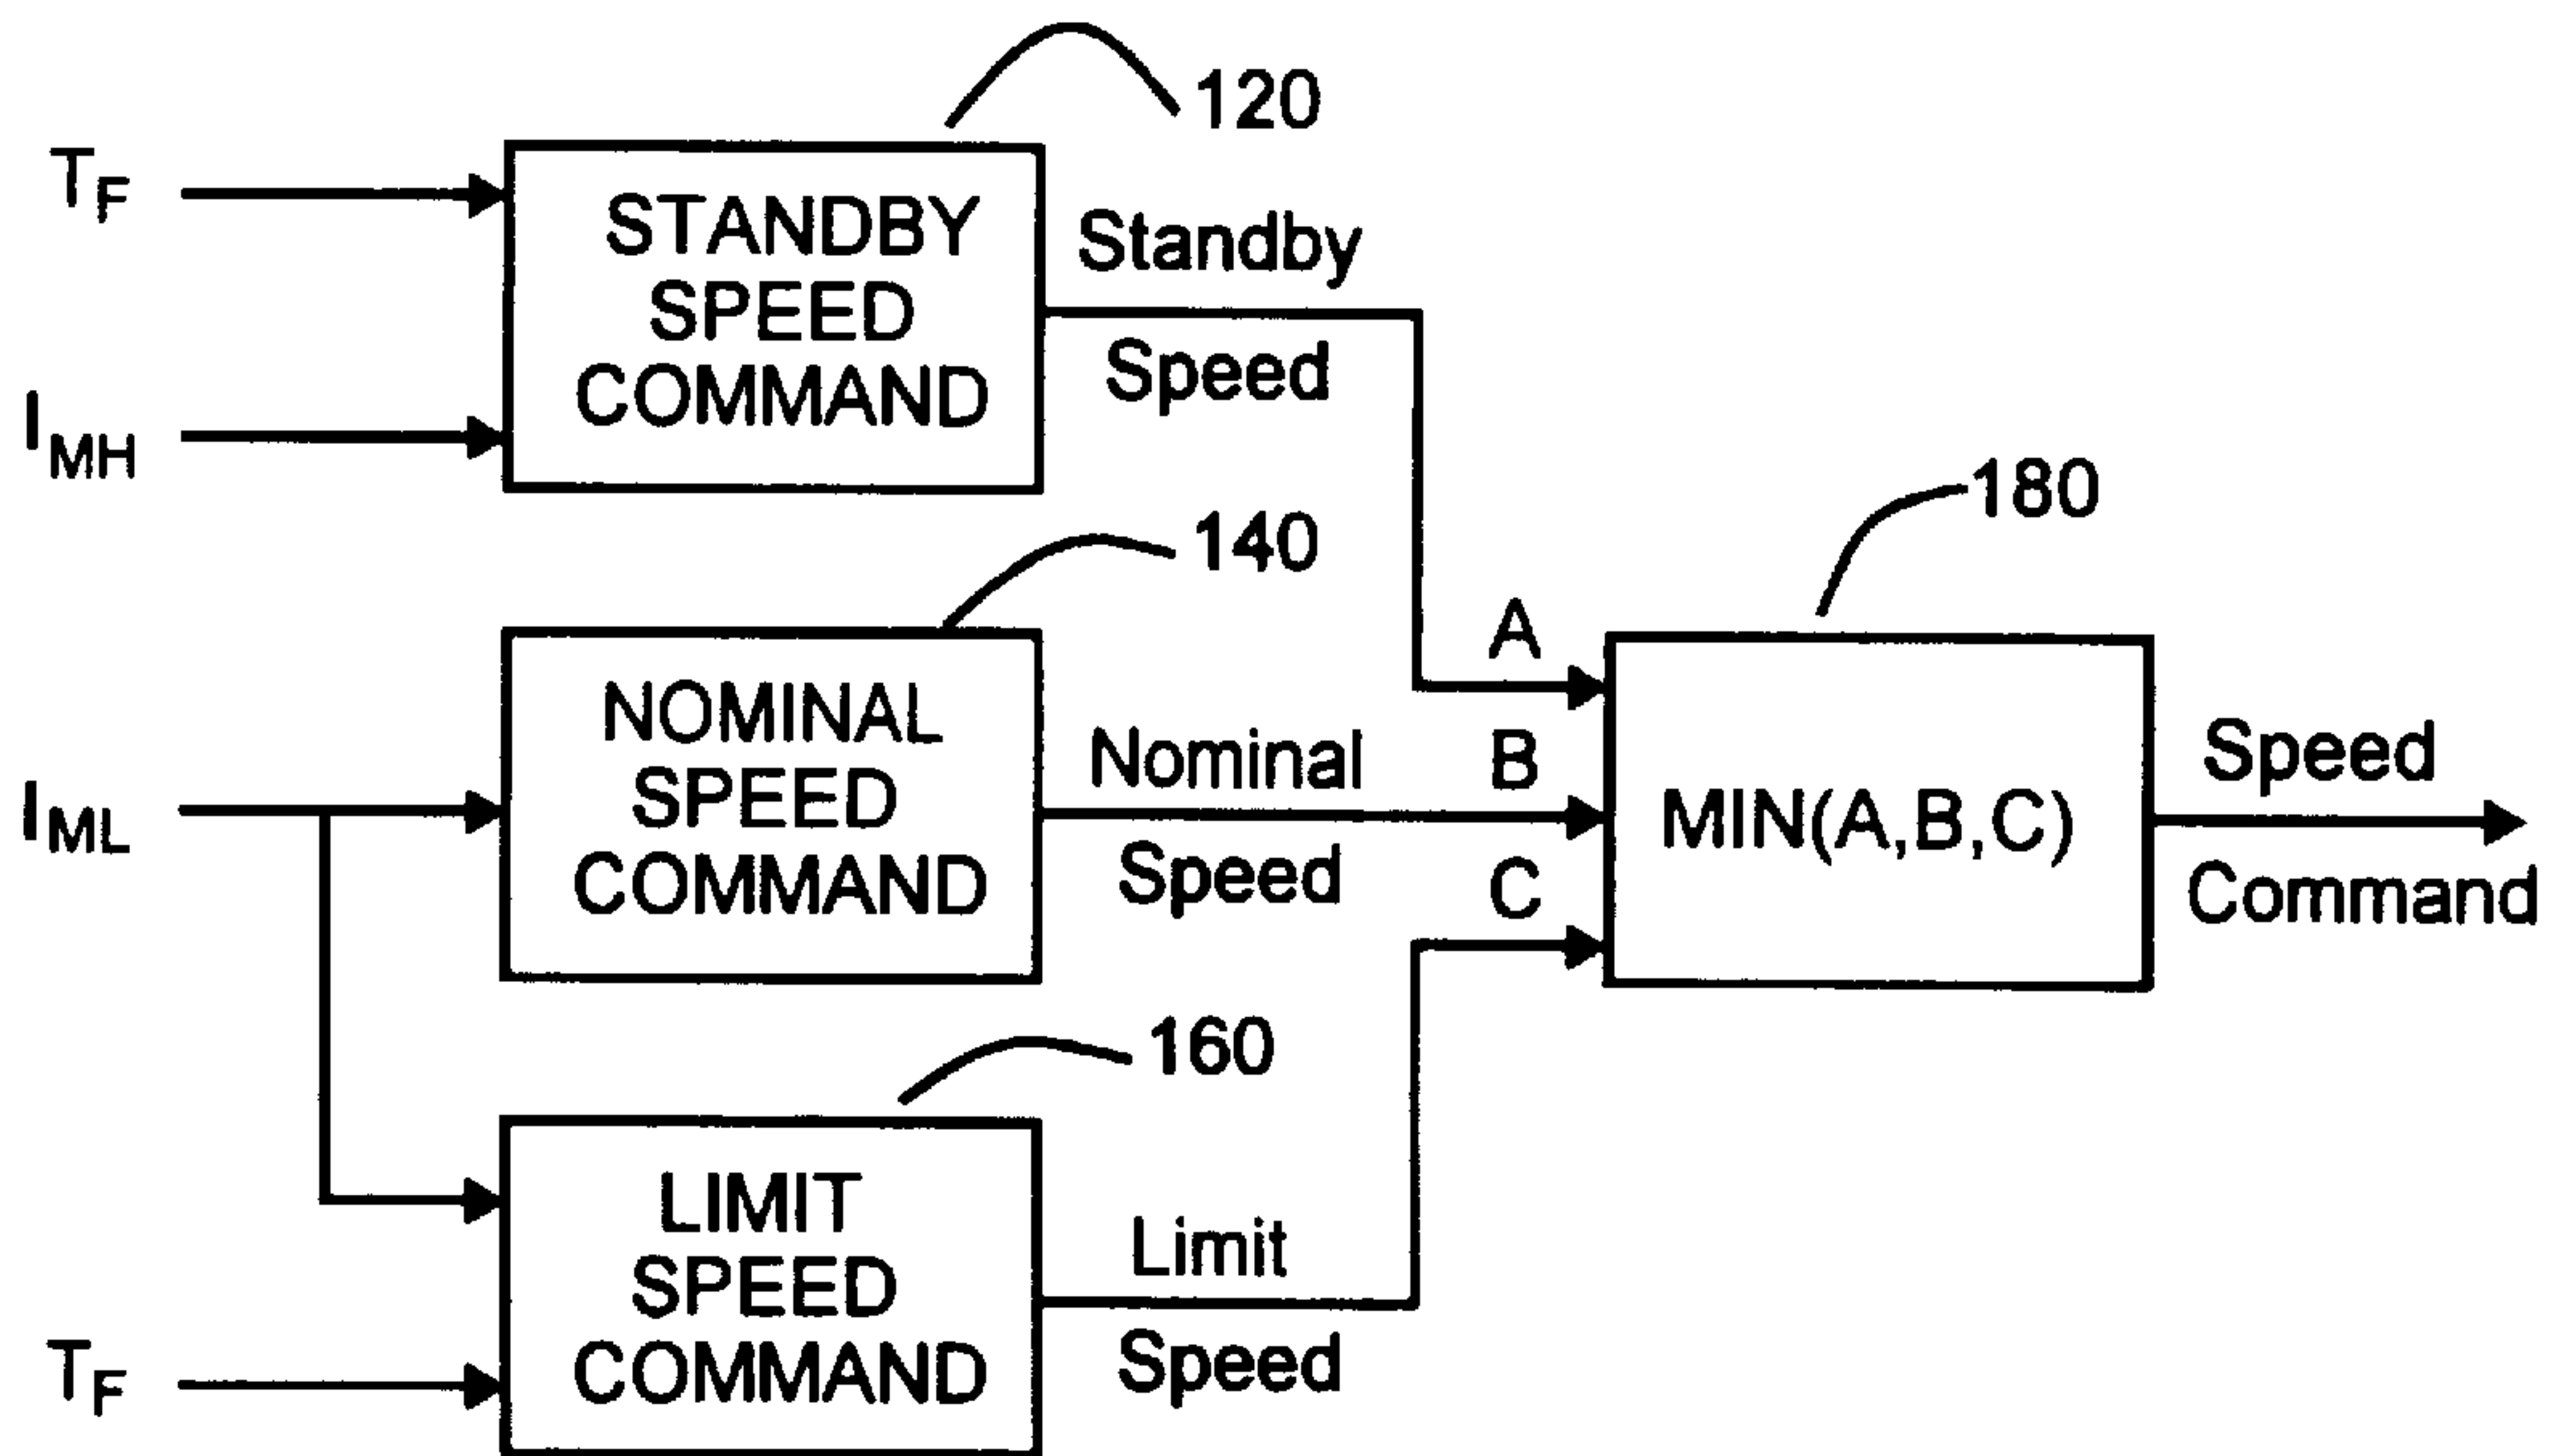 120
T_F
STANDBY
SPEED
COMMAND
Standby
Speed
I_MH
180
140
A
NOMINAL
SPEED
COMMAND
Nominal
Speed
B
I_ML
MIN(A,B,C)
Speed
Command
C
160
LIMIT
SPEED
COMMAND
Limit
Speed
T_F